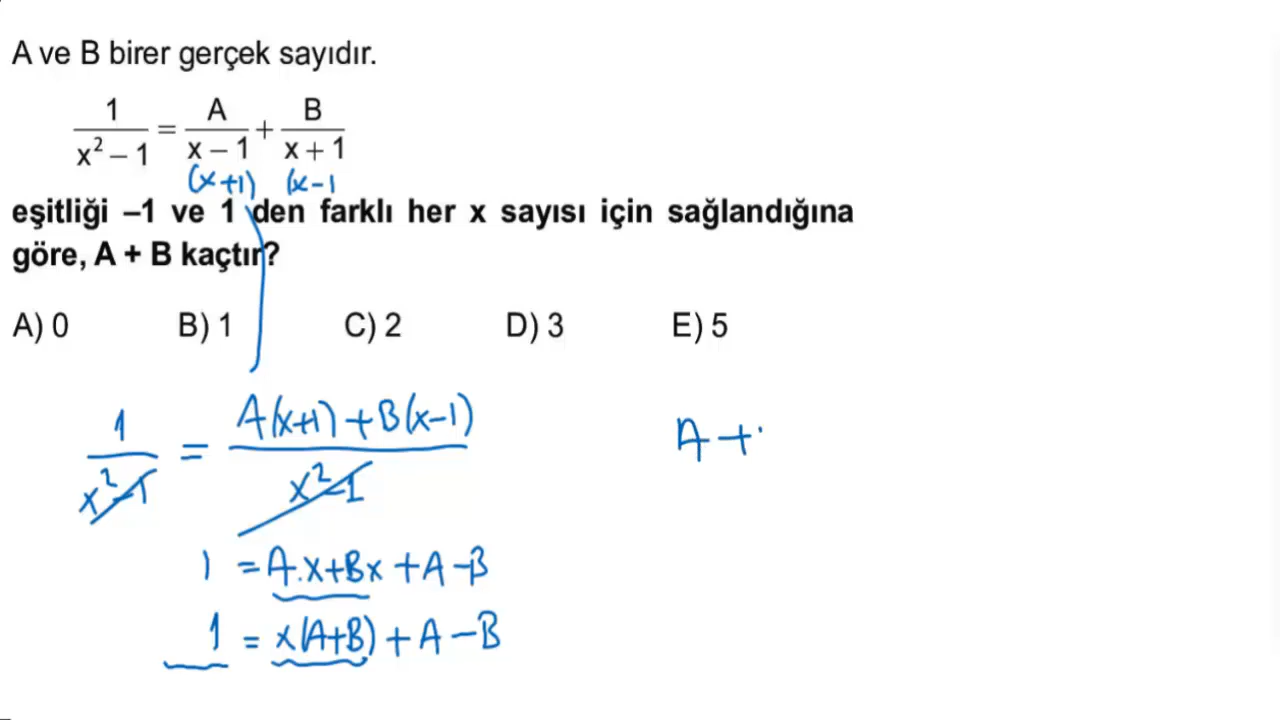 A ve B birer gerçek sayıdır.
1/(x² – 1) = A/(x – 1) + B/(x + 1)
(x+1) (x-1
eşitliği –1 ve 1 den farklı her x sayısı için sağlandığına
göre, A + B kaçtır?
A) 0 B) 1 C) 2 D) 3 E) 5
1/(x²-1) = (A(x+1)+B(x-1))/(x²-1)
A +
1 = A.x+Bx+A-B
1 = x(A+B)+A-B